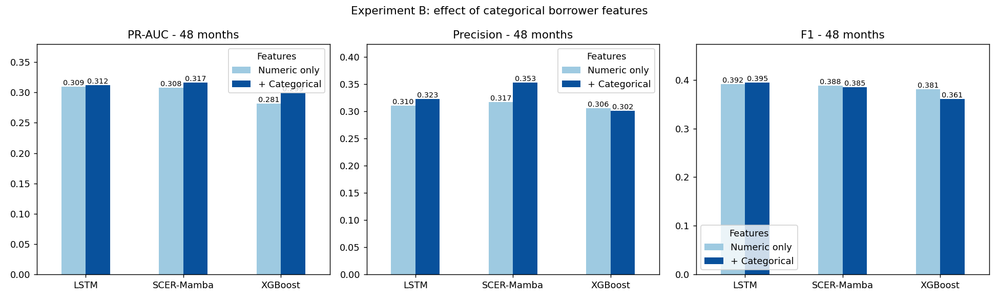 Experiment B: effect of categorical borrower features
PR-AUC - 48 months
0.35
0.30
0.25
0.20
0.15
0.10
0.05
0.00
0.309
0.312
0.308
0.317
0.281
0.299
Features
Numeric only
+ Categorical
LSTM
SCER-Mamba
XGBoost
Precision - 48 months
0.40
0.35
0.30
0.25
0.20
0.15
0.10
0.05
0.00
0.310
0.323
0.317
0.353
0.306
0.302
Features
Numeric only
+ Categorical
LSTM
SCER-Mamba
XGBoost
F1 - 48 months
0.4
0.3
0.2
0.1
0.0
0.392
0.395
0.388
0.385
0.381
0.361
Features
Numeric only
+ Categorical
LSTM
SCER-Mamba
XGBoost